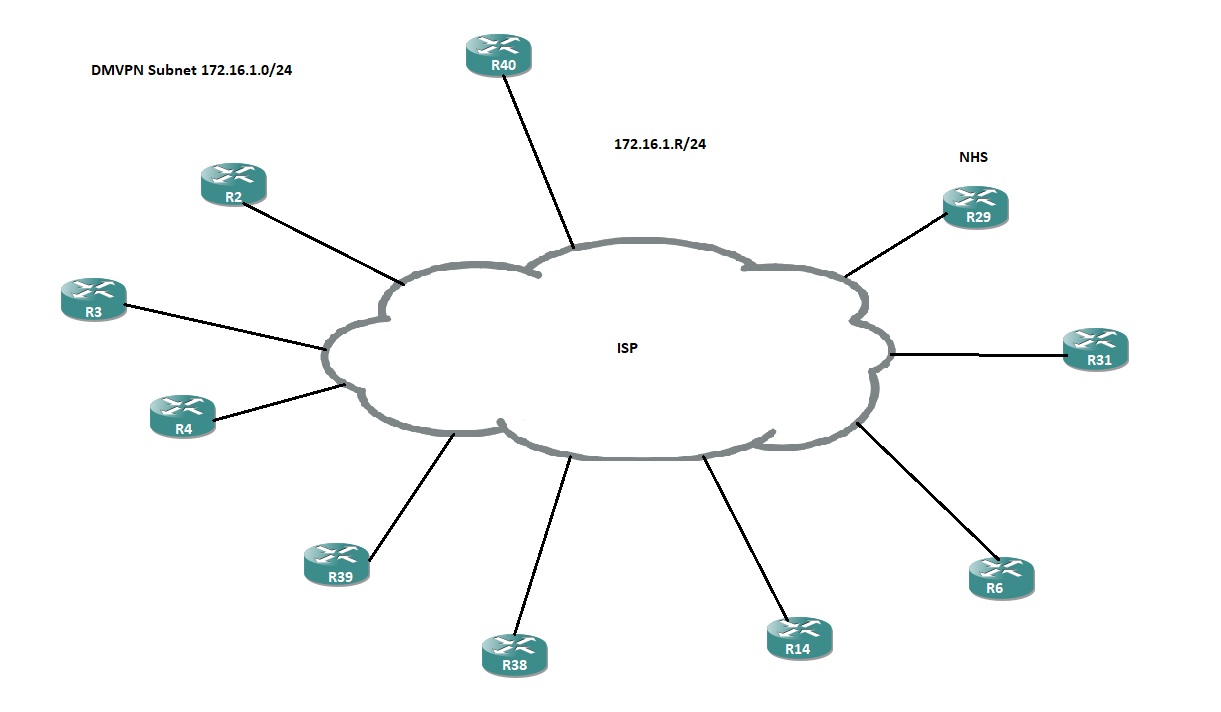 R40
DMVPN Subnet 172.16.1.0/24
172.16.1.R/24
NHS
R2
R29
R3
ISP
R31
R4
R39
R6
R14
R38